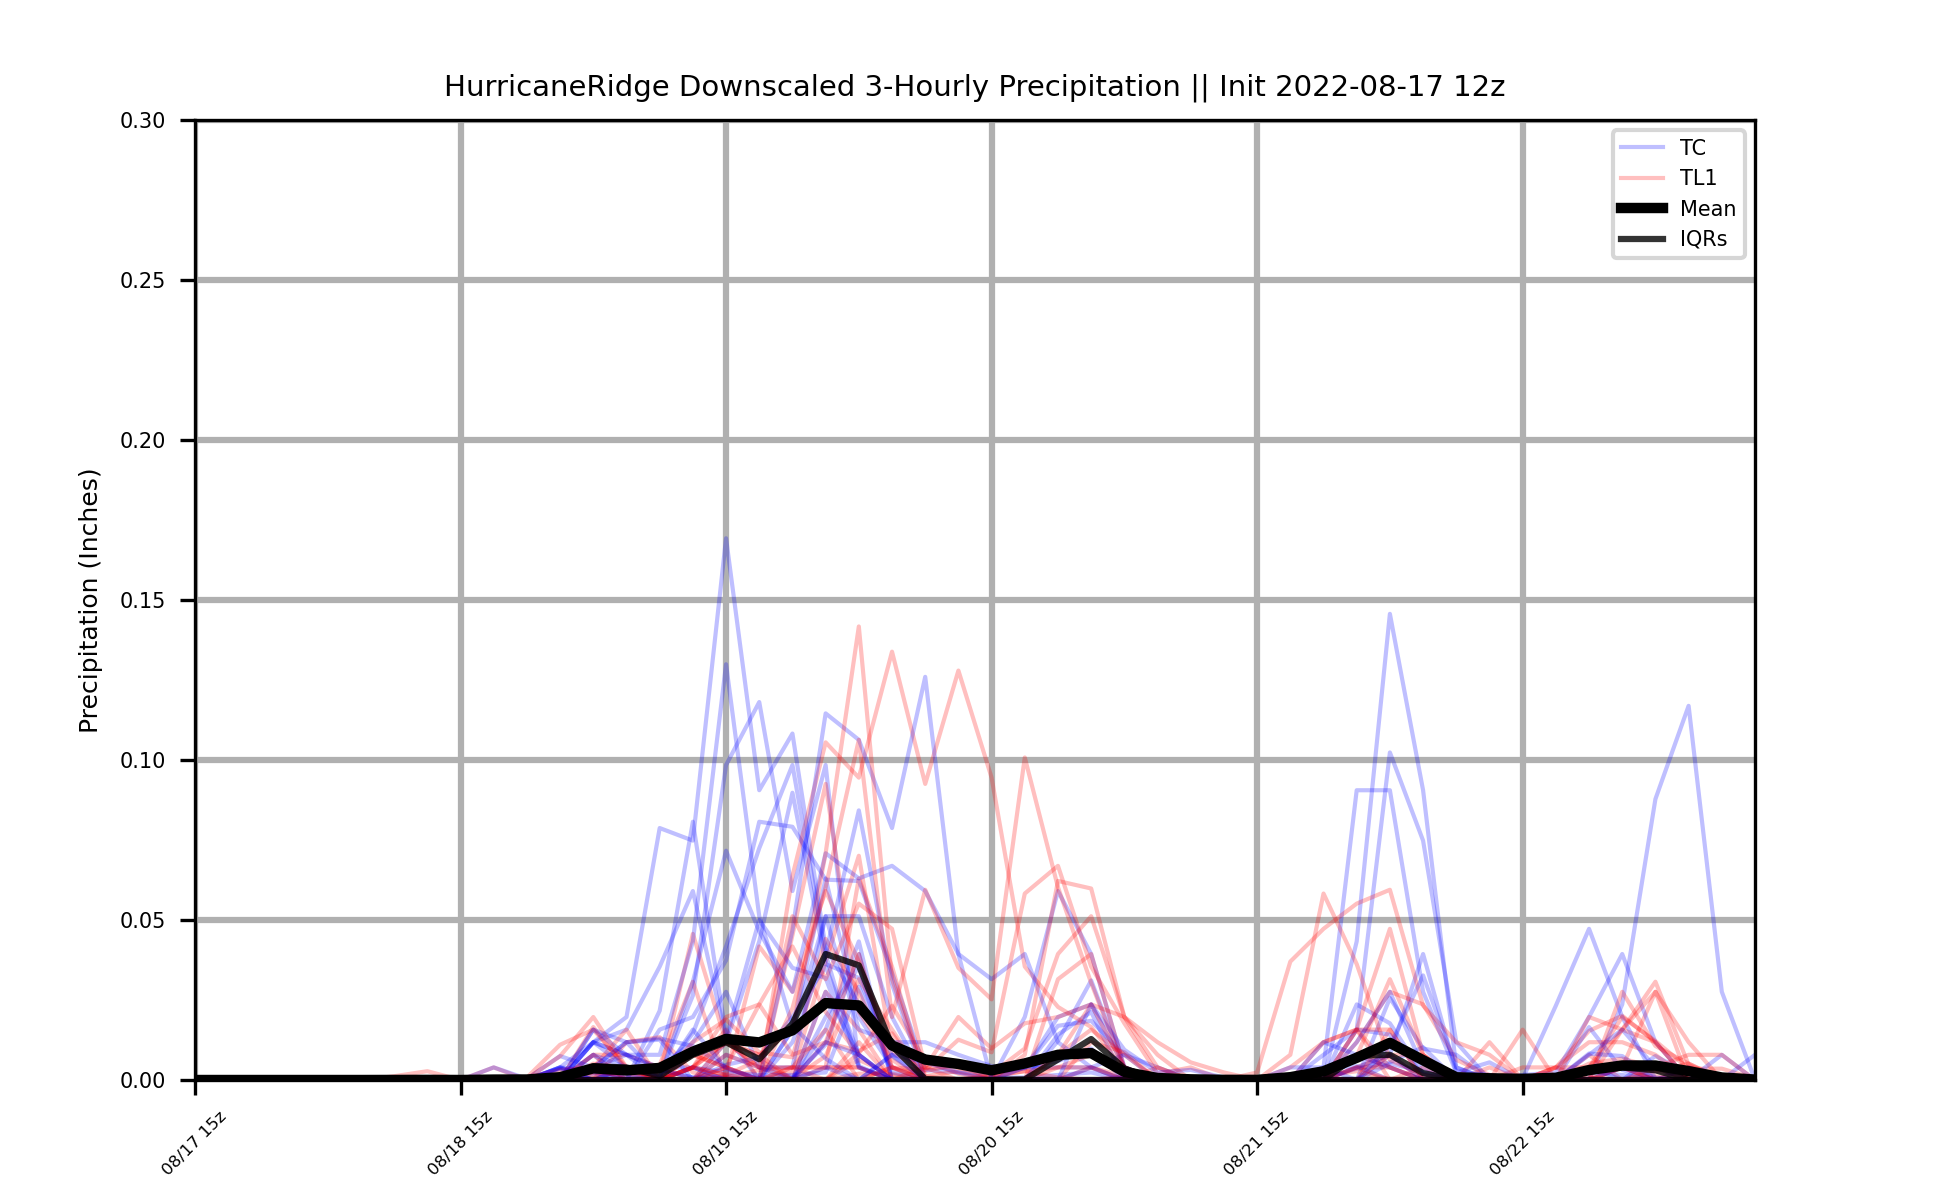 HurricaneRidge Downscaled 3-Hourly Precipitation || Init 2022-08-17 12z
Precipitation (Inches)
0.30
0.25
0.20
0.15
0.10
0.05
0.00
TC
TL1
Mean
IQRs
08/17 15z
08/18 15z
08/19 15z
08/20 15z
08/21 15z
08/22 15z